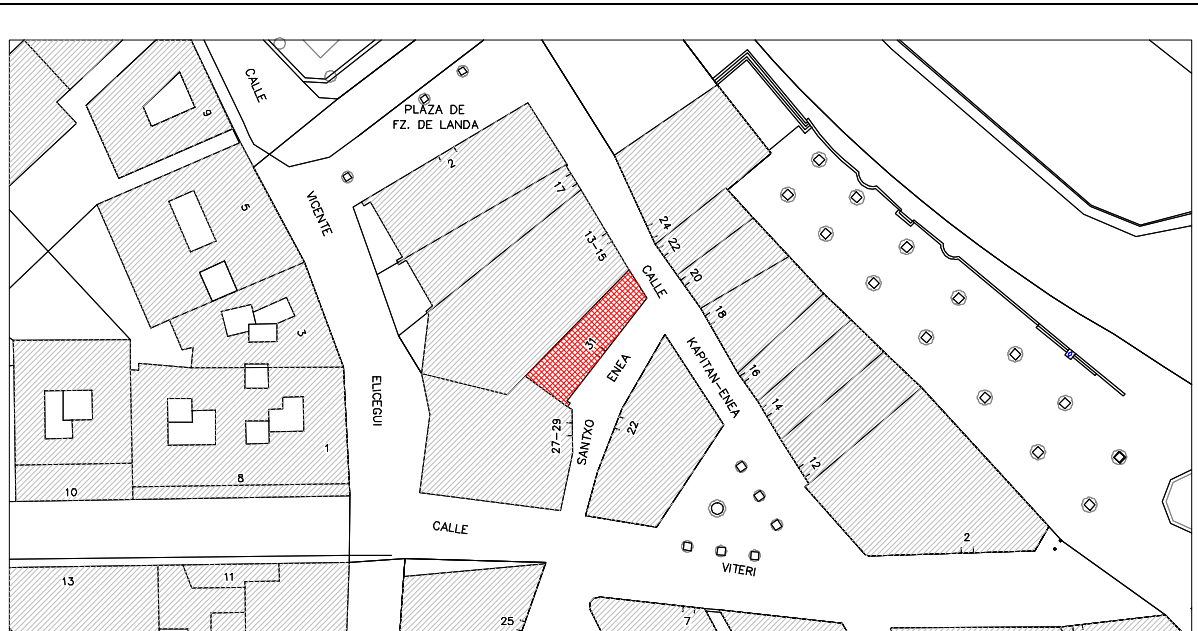 CALLE
9
PLAZA DE
FZ. DE LANDA
2
17
5
VICENTE
13-15
24
22
CALLE
20
18
3
31
ENEA
KAPITAN-ENEA
16
14
ELICEGUI
22
27-29
SANTXO
1
12
8
10
CALLE
2
VITERI
13
11
25
7